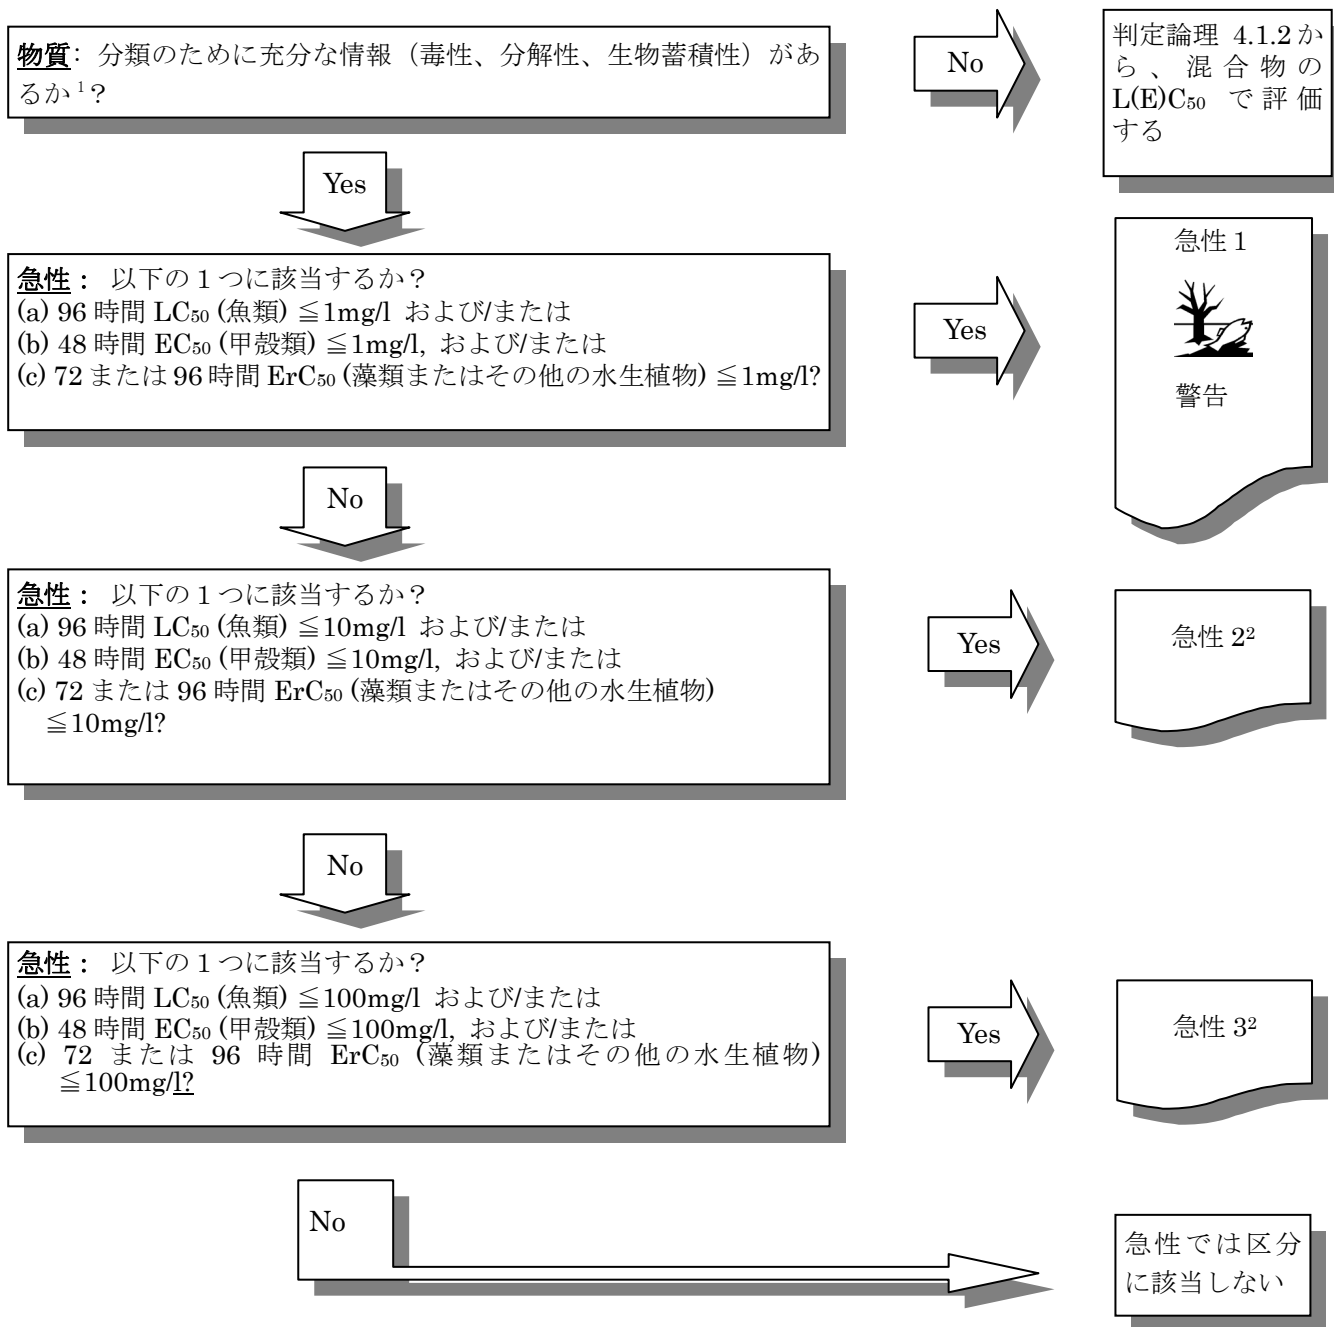 物質: 分類のために充分な情報（毒性、分解性、生物蓄積性）があ
るか¹？
No
判定論理 4.1.2か
ら、混合物の
L(E)C₅₀ で評価
する
Yes
急性： 以下の１つに該当するか？
(a) 96 時間 LC₅₀ (魚類) ≦1mg/l および/または
(b) 48 時間 EC₅₀ (甲殻類) ≦1mg/l, および/または
(c) 72 または 96 時間 ErC₅₀ (藻類またはその他の水生植物) ≦1mg/l?
Yes
急性 1
警告
No
急性： 以下の１つに該当するか？
(a) 96 時間 LC₅₀ (魚類) ≦10mg/l および/または
(b) 48 時間 EC₅₀ (甲殻類) ≦10mg/l, および/または
(c) 72 または 96 時間 ErC₅₀ (藻類またはその他の水生植物)
≦10mg/l?
Yes
急性 2²
No
急性： 以下の１つに該当するか？
(a) 96 時間 LC₅₀ (魚類) ≦100mg/l および/または
(b) 48 時間 EC₅₀ (甲殻類) ≦100mg/l, および/または
(c) 72 または 96 時間 ErC₅₀ (藻類またはその他の水生植物)
≦100mg/l?
Yes
急性 3²
No
急性では区分
に該当しない